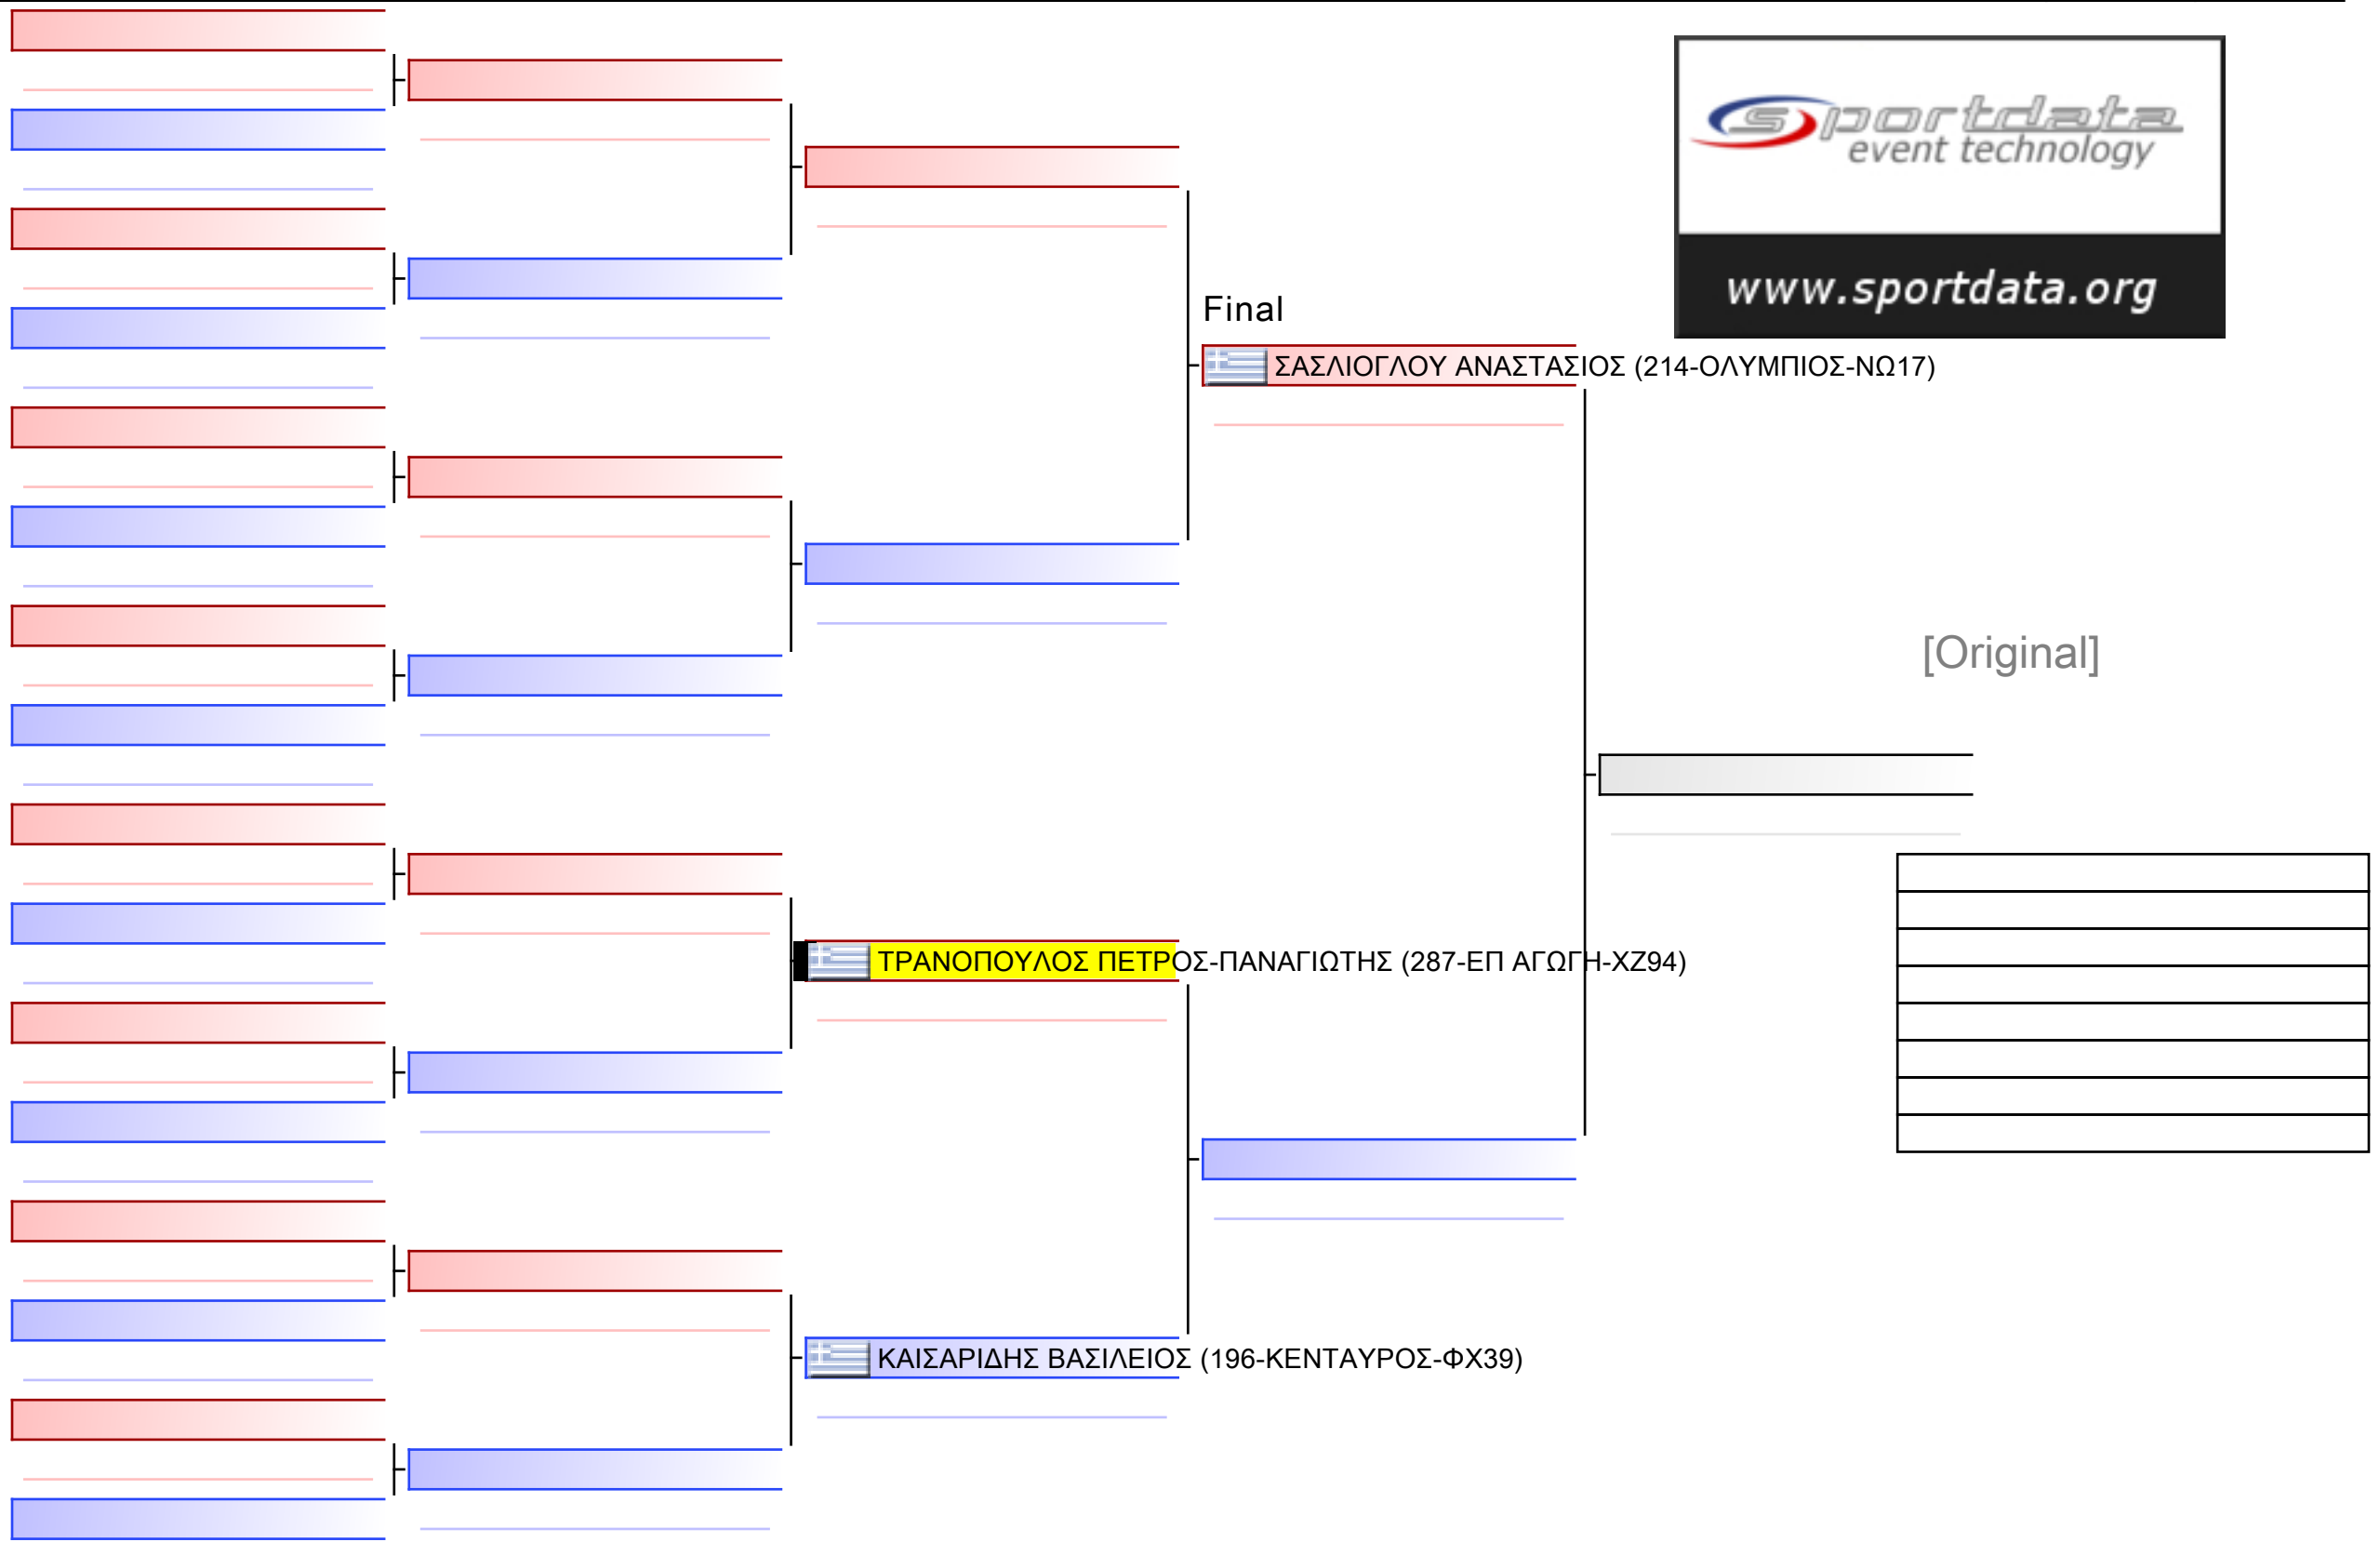 sportdata
event technology
www.sportdata.org
Final
ΣΑΣΛΙΟΓΛΟΥ ΑΝΑΣΤΑΣΙΟΣ (214-ΟΛΥΜΠΙΟΣ-ΝΩ17)
[Original]
ΤΡΑΝΟΠΟΥΛΟΣ ΠΕΤΡΟΣ-ΠΑΝΑΓΙΩΤΗΣ (287-ΕΠ ΑΓΩΓΗ-ΧΖ94)
ΚΑΙΣΑΡΙΔΗΣ ΒΑΣΙΛΕΙΟΣ (196-ΚΕΝΤΑΥΡΟΣ-ΦΧ39)